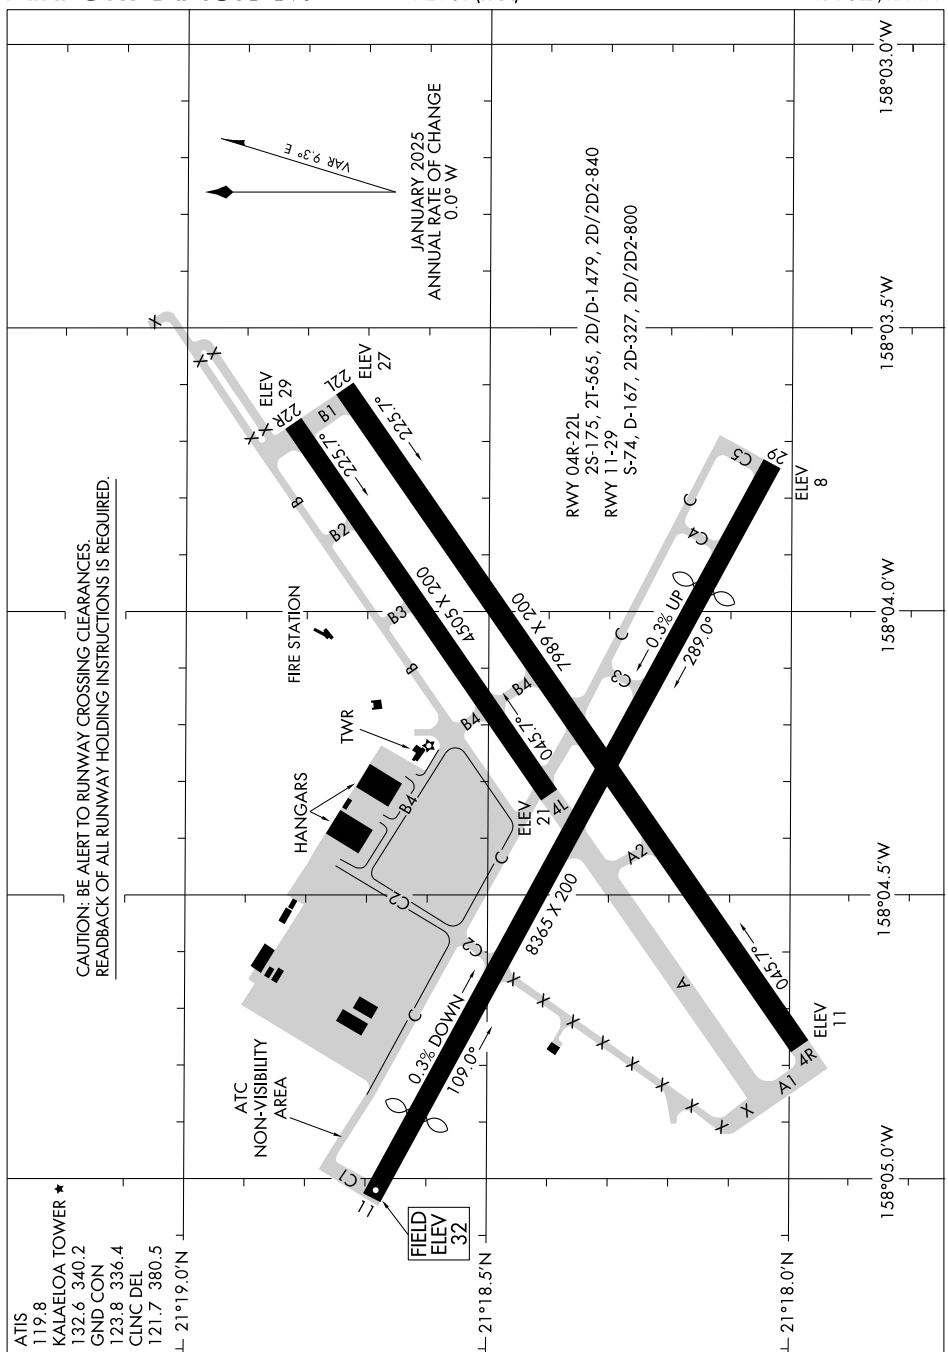 ATIS
119.8
KALAELOA TOWER ★
132.6 340.2
GND CON
123.8 336.4
CLNC DEL
121.7 380.5
CAUTION: BE ALERT TO RUNWAY CROSSING CLEARANCES.
READBACK OF ALL RUNWAY HOLDING INSTRUCTIONS IS REQUIRED.
VAR 9.3° E
JANUARY 2025
ANNUAL RATE OF CHANGE
0.0° W
21°19.0'N
21°18.5'N
21°18.0'N
158°05.0'W
158°04.5'W
158°04.0'W
158°03.5'W
158°03.0'W
ATC
NON-VISIBILITY
AREA
HANGARS
TWR
FIRE STATION
FIELD
ELEV
32
11
C1
0.3% DOWN
109.0°
8365 X 200
C
C2
C2
C
B4
B4
B4
B
B3
B2
B
B1
X
X
X
X
X
ELEV
29
22R
225.7°
4505 X 200
045.7°
4L
ELEV
21
ELEV
27
22L
225.7°
7989 X 200
045.7°
4R
ELEV
11
A1
A
A2
X
X
X
X
X
X
X
X
X
C3
C
C4
C
C5
0.3% UP
289.0°
29
ELEV
8
RWY 04R-22L
2S-175, 2T-565, 2D/D-1479, 2D/2D2-840
RWY 11-29
S-74, D-167, 2D-327, 2D/2D2-800